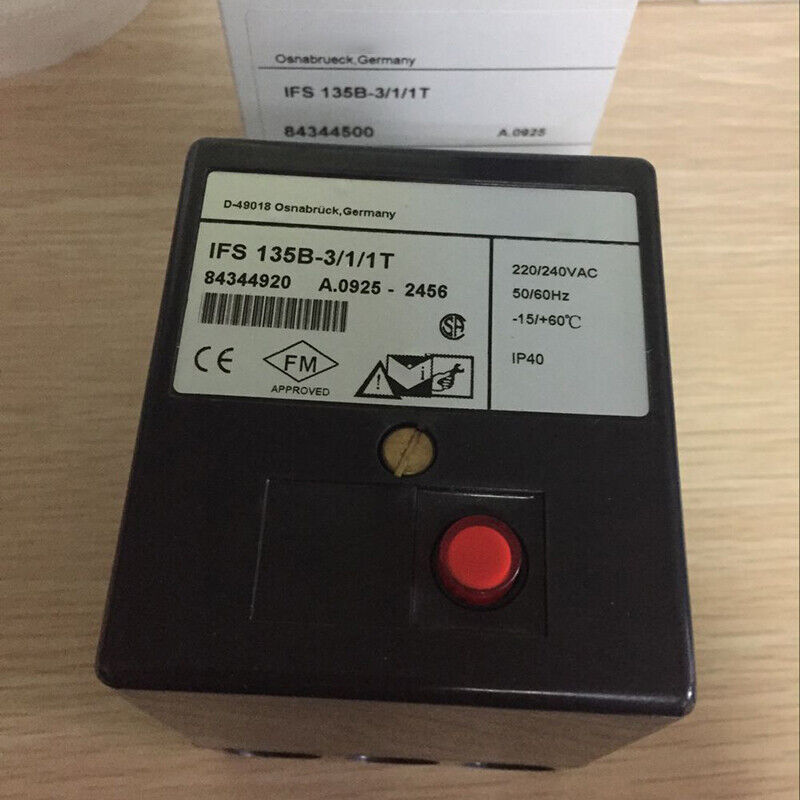 Osnabrueck,Germany
IFS 135B-3/1/1T
84344500 A.0925
D-49018 Osnabrück,Germany
IFS 135B-3/1/1T
84344920 A.0925 - 2456
220/240VAC
50/60Hz
-15/+60℃
IP40
SA
CE
FM
APPROVED
! i